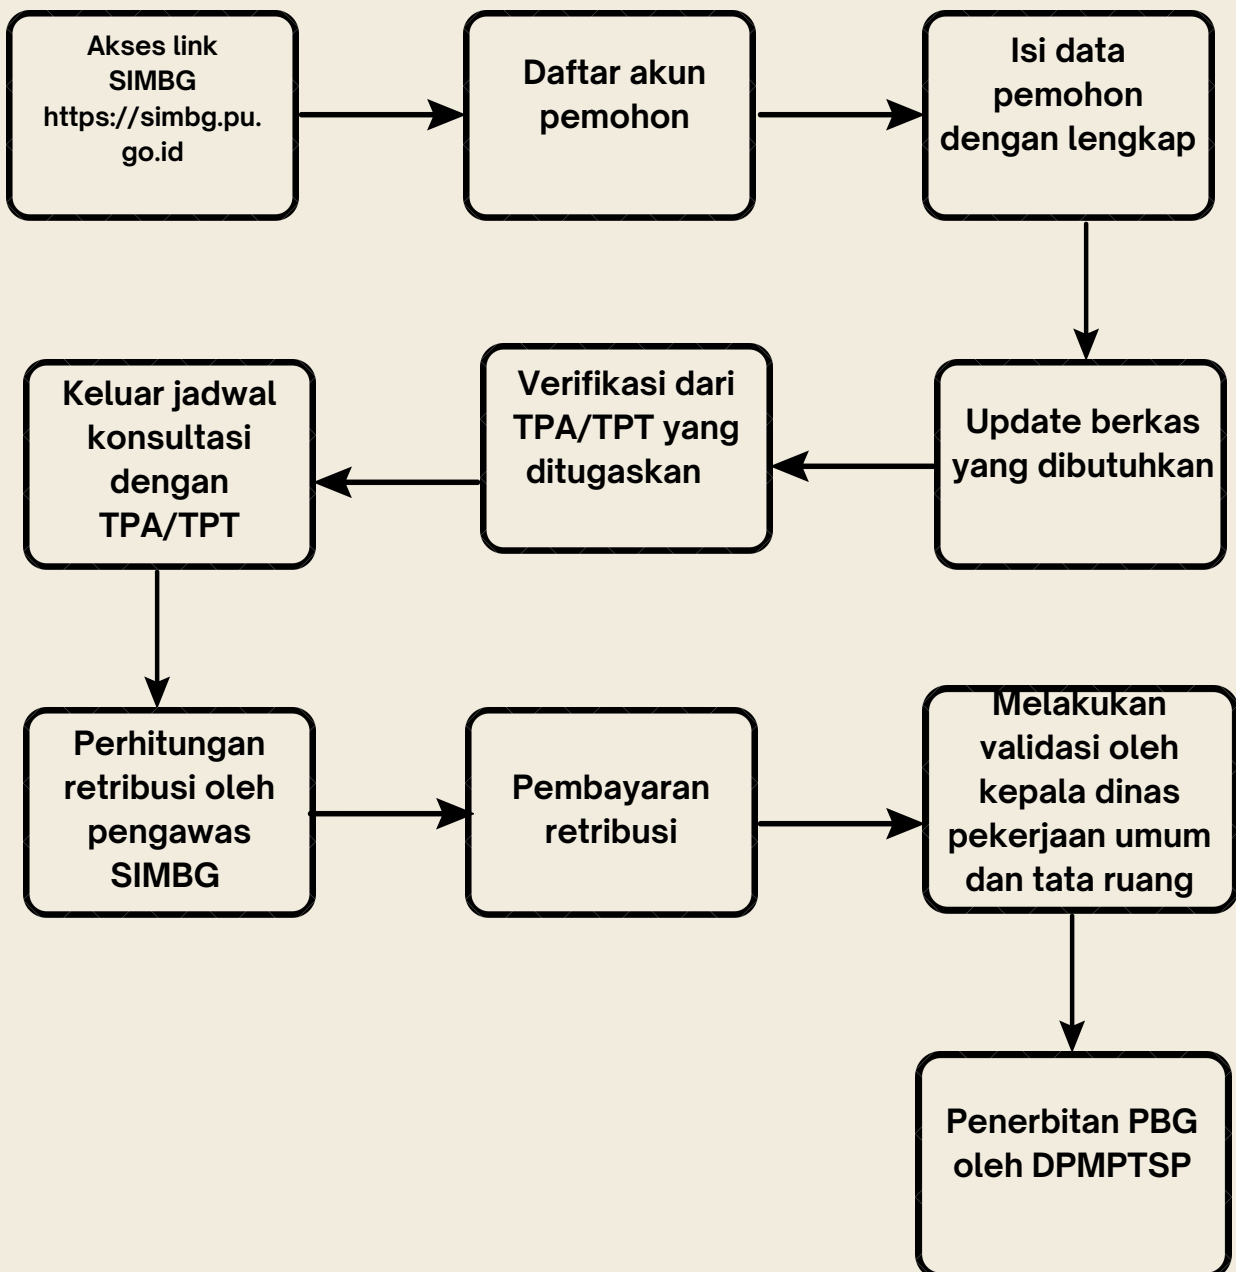 Akses link
SIMBG
https://simbg.pu.
go.id
Daftar akun
pemohon
Isi data
pemohon
dengan lengkap
Update berkas
yang dibutuhkan
Verifikasi dari
TPA/TPT yang
ditugaskan
Keluar jadwal
konsultasi
dengan
TPA/TPT
Perhitungan
retribusi oleh
pengawas
SIMBG
Pembayaran
retribusi
Melakukan
validasi oleh
kepala dinas
pekerjaan umum
dan tata ruang
Penerbitan PBG
oleh DPMPTSP